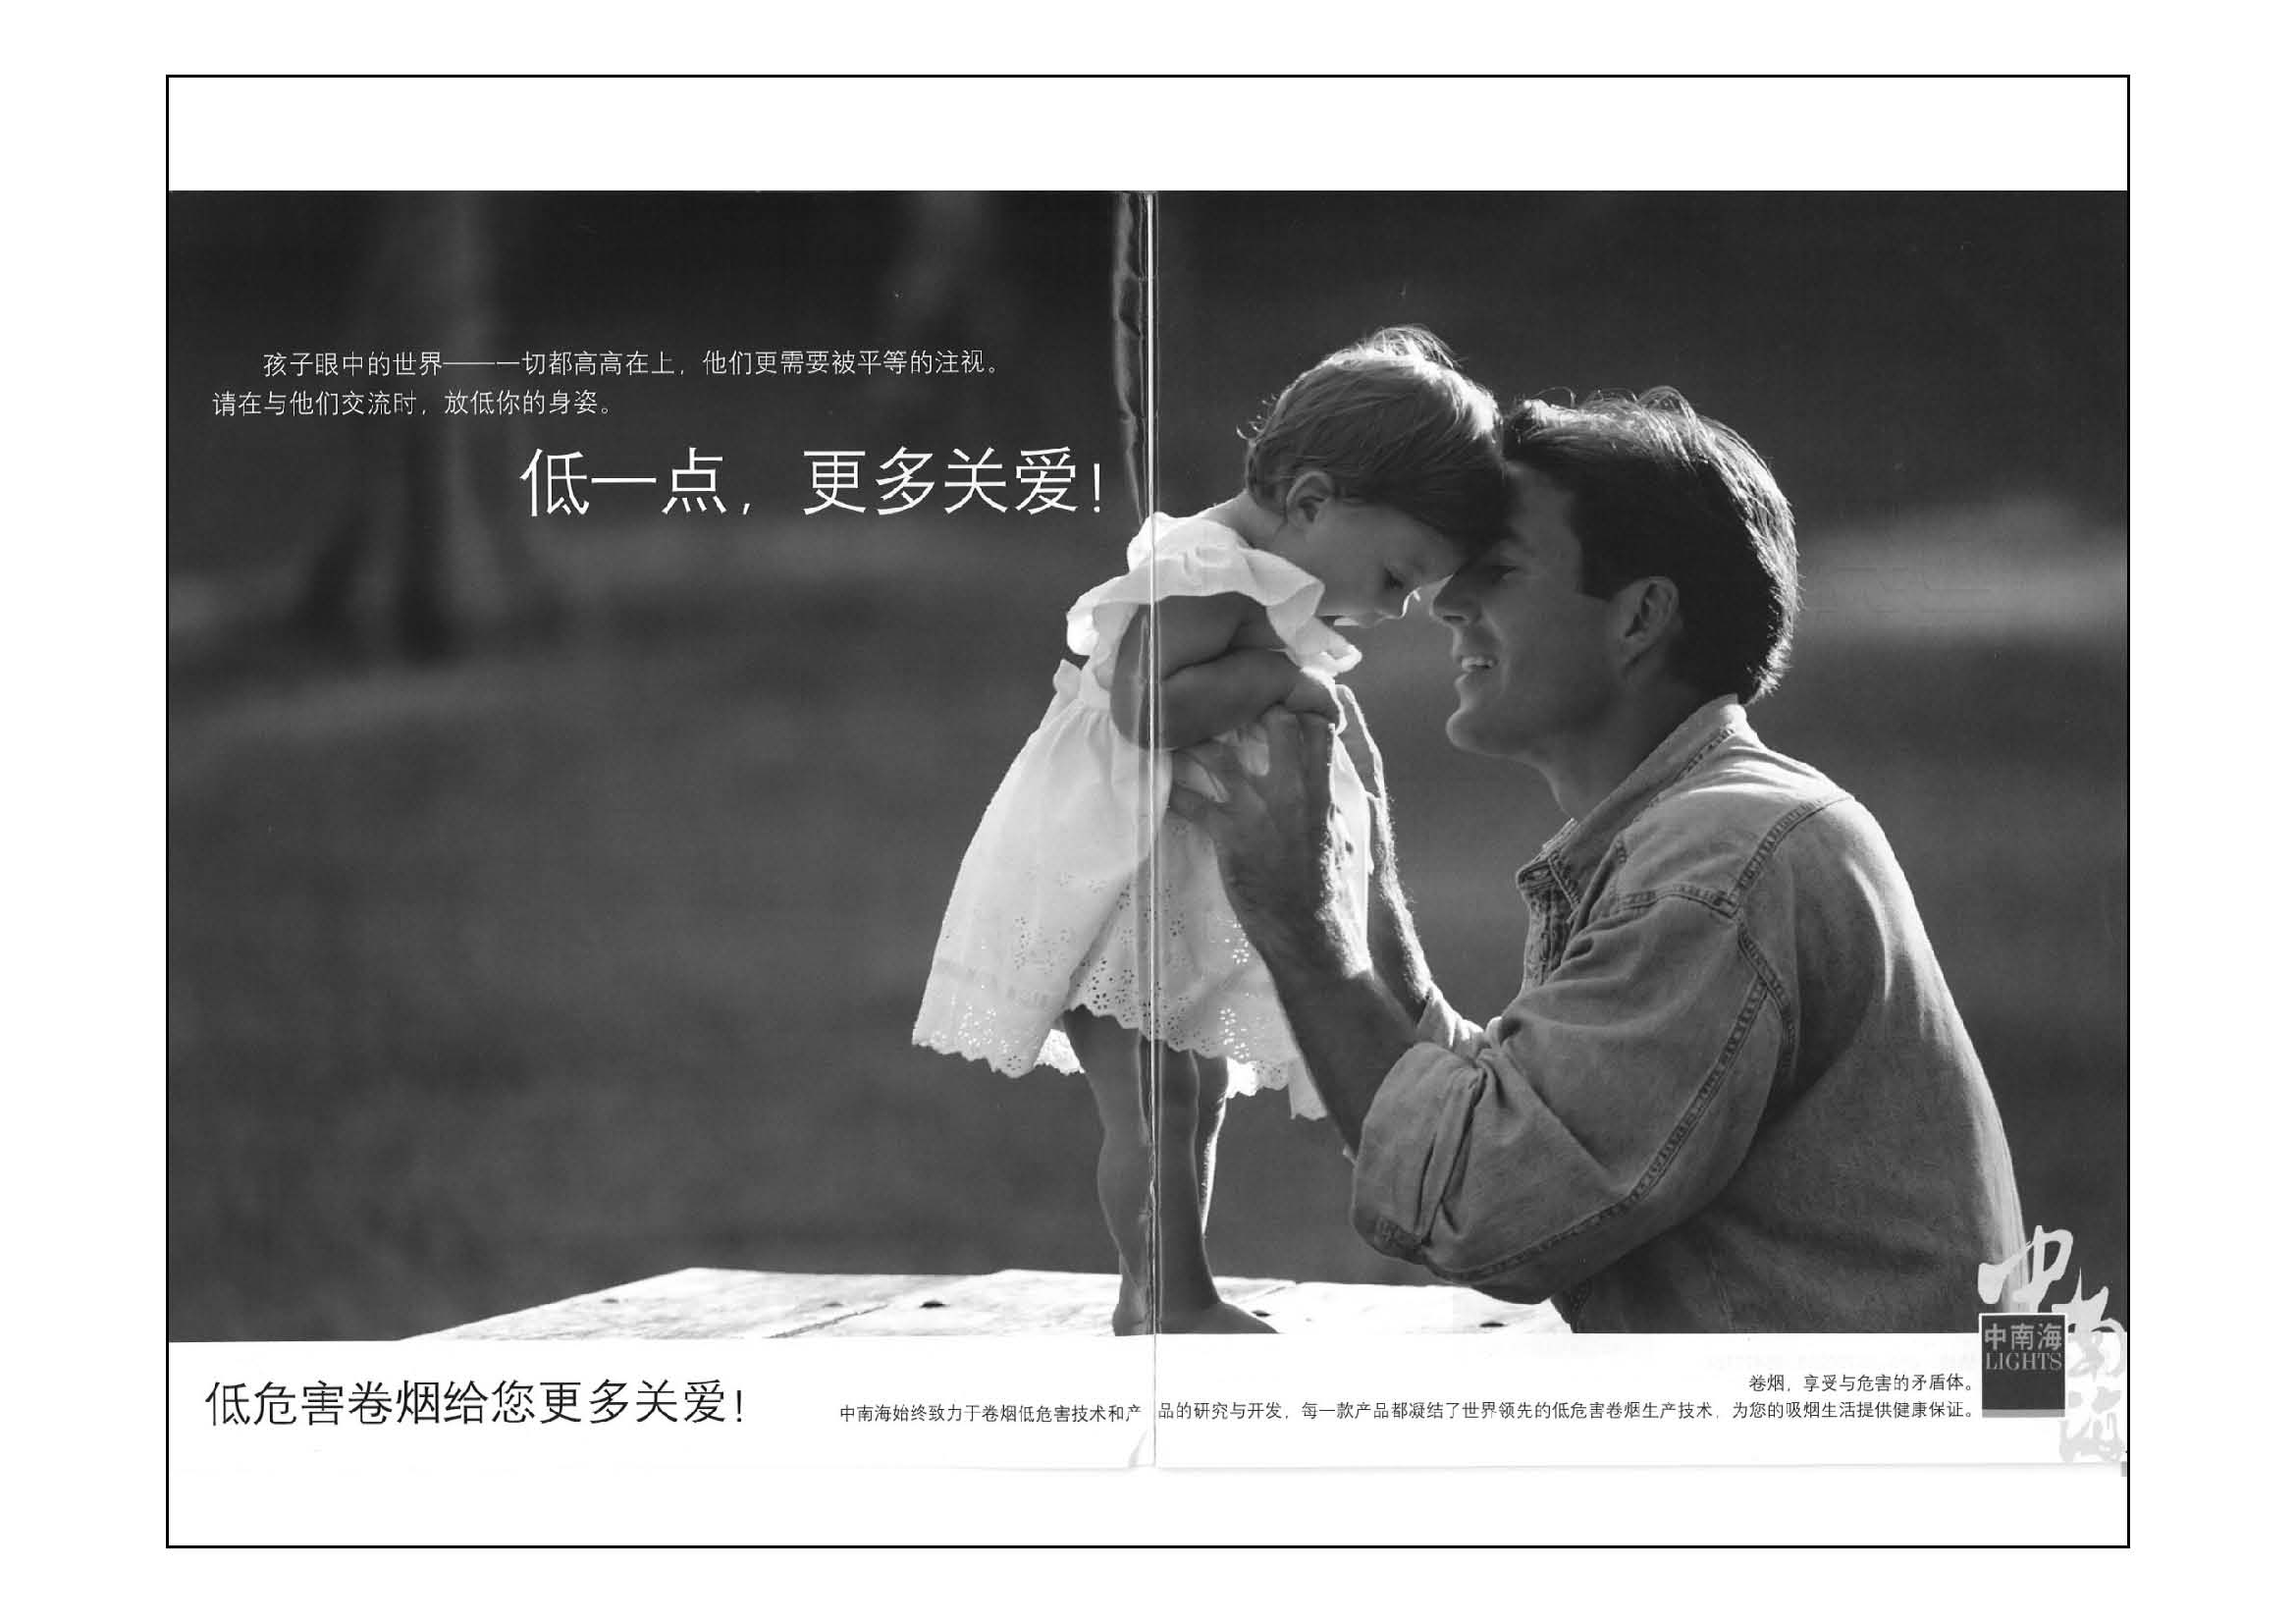 孩子眼中的世界——一切都高高在上，他们更需要被平等的注视。
请在与他们交流时，放低你的身姿。
低一点，更多关爱！
低危害卷烟给您更多关爱！
卷烟，享受与危害的矛盾体。
中南海始终致力于卷烟低危害技术和产品的研究与开发，每一款产品都凝结了世界领先的低危害卷烟生产技术，为您的吸烟生活提供健康保证。
中南海
中南海
LIGHTS